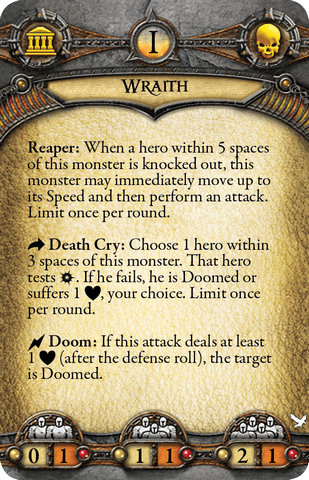 I
Wraith
Reaper: When a hero within 5 spaces
of this monster is knocked out, this
monster may immediately move up to
its Speed and then perform an attack.
Limit once per round.
Death Cry: Choose 1 hero within
3 spaces of this monster. That hero
tests . If he fails, he is Doomed or
suffers 1 , your choice. Limit once
per round.
Doom: If this attack deals at least
1 (after the defense roll), the target
is Doomed.
0 1 1 1 2 1